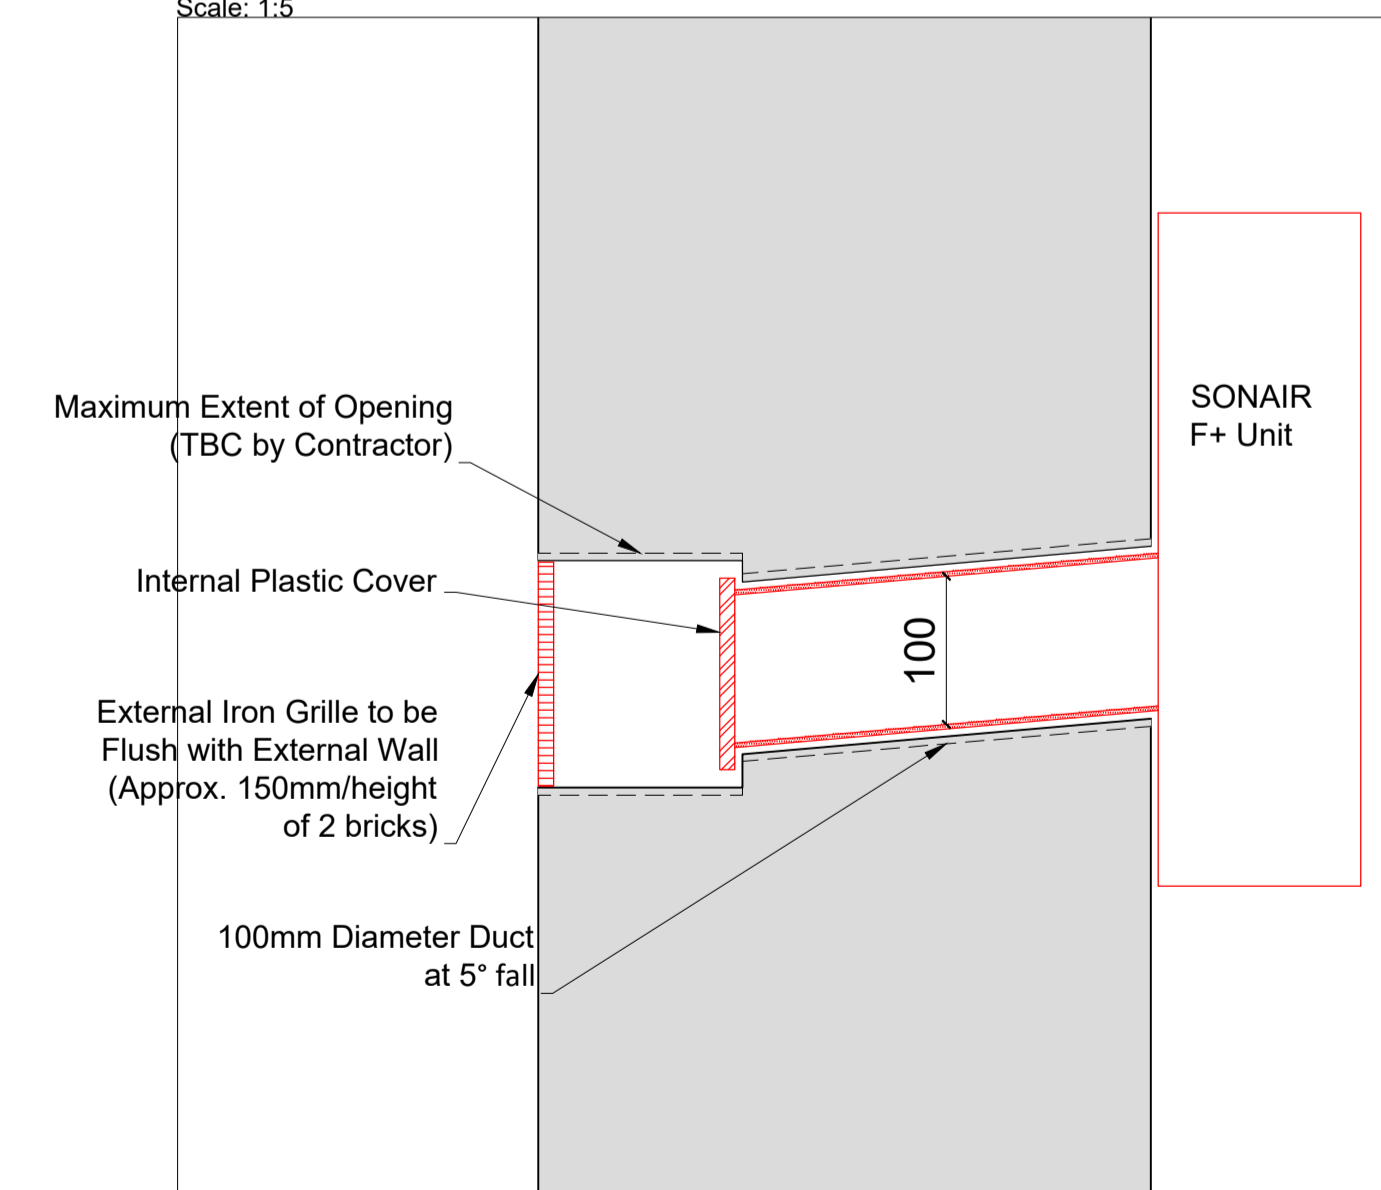 Scale: 1:5
Maximum Extent of Opening
(TBC by Contractor)
SONAIR
F+ Unit
Internal Plastic Cover
100
External Iron Grille to be
Flush with External Wall
(Approx. 150mm/height
of 2 bricks)
100mm Diameter Duct
at 5° fall